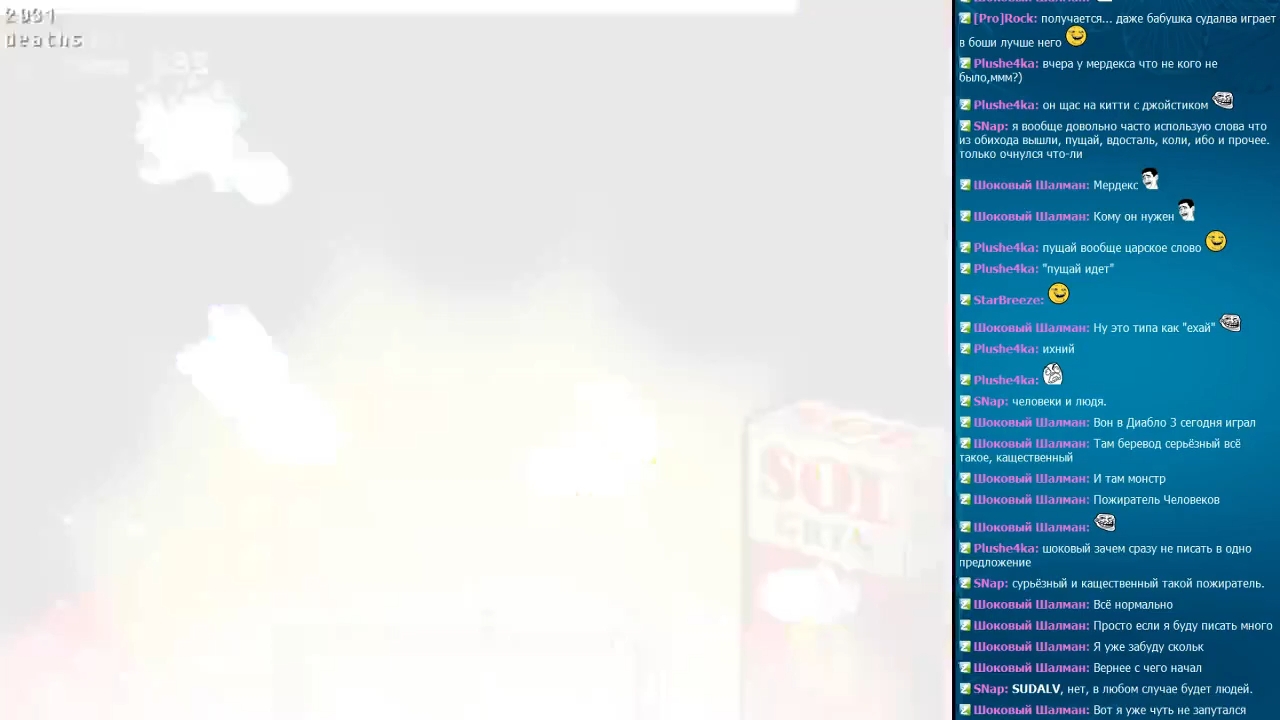 2031
deaths
[Pro]Rock: получается... даже бабушка судалва играет
в боши лучше него
Plushe4ka: вчера у мердекса что не кого не
было,ммм?)
Plushe4ka: он щас на китти с джойстиком
SNap: я вообще довольно часто использую слова что
из обихода вышли, пущай, вдосталь, коли, ибо и прочее.
только очнулся что-ли
Шоковый Шалман: Мердекс
Шоковый Шалман: Кому он нужен
Plushe4ka: пущай вообще царское слово
Plushe4ka: "пущай идет"
StarBreeze:
Шоковый Шалман: Ну это типа как "ехай"
Plushe4ka: ихний
Plushe4ka:
SNap: человеки и людя.
Шоковый Шалман: Вон в Диабло 3 сегодня играл
Шоковый Шалман: Там беревод серьёзный всё
такое, кащественный
Шоковый Шалман: И там монстр
Шоковый Шалман: Пожиратель Человеков
Шоковый Шалман:
Plushe4ka: шоковый зачем сразу не писать в одно
предложение
SNap: сурьёзный и кащественный такой пожиратель.
Шоковый Шалман: Всё нормально
Шоковый Шалман: Просто если я буду писать много
Шоковый Шалман: Я уже забуду скольк
Шоковый Шалман: Вернее с чего начал
SNap: SUDALV, нет, в любом случае будет людей.
Шоковый Шалман: Вот я уже чуть не запутался